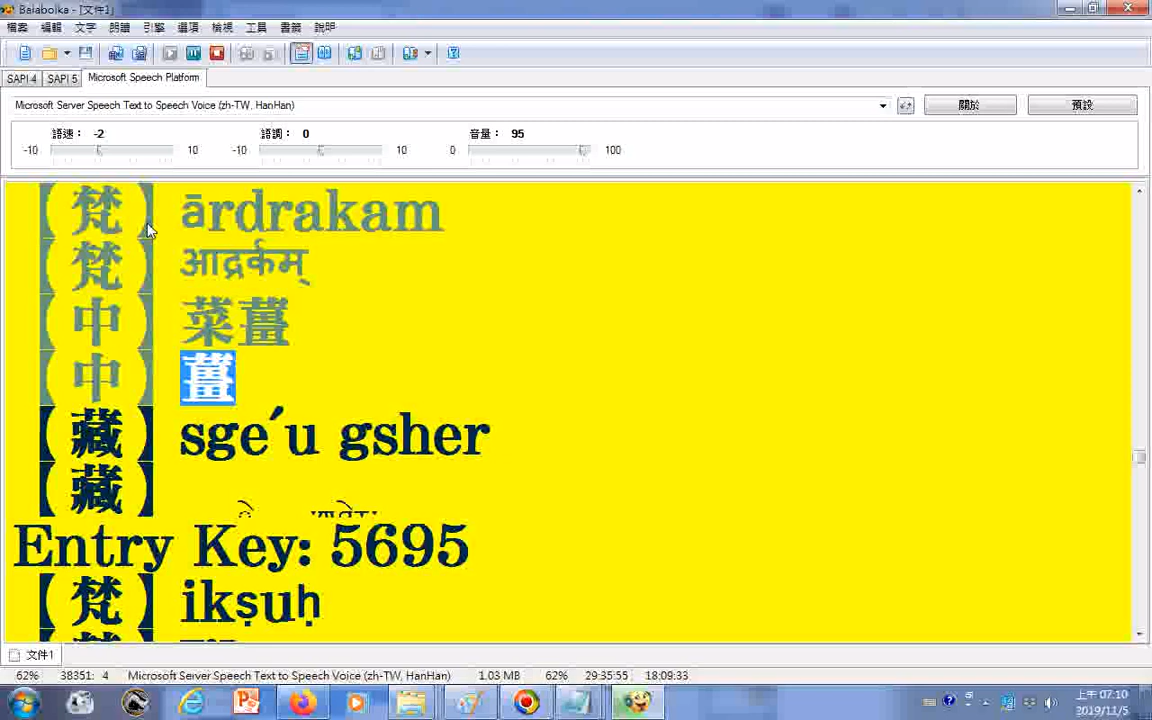 Balabolka - [文件1]
檔案 編輯 文字 朗讀 引擎 選項 檢視 工具 書籤 說明
SAPI 4 SAPI 5 Microsoft Speech Platform
Microsoft Server Speech Text to Speech Voice (zh-TW, HanHan) 關於 預設
語速： -2 語調： 0 音量： 95
-10 10 -10 10 0 100
【梵】 ārdrakam
【梵】 आर्द्रकम्
【中】 菜薑
【中】 薑
【藏】 sge´u gsher
【藏】
Entry Key: 5695
【梵】 ikṣuḥ
文件1
62% 38351: 4 Microsoft Server Speech Text to Speech Voice (zh-TW, HanHan) 1.03 MB 62% 29:35:55 18:09:33
上午 07:10
2019/11/5